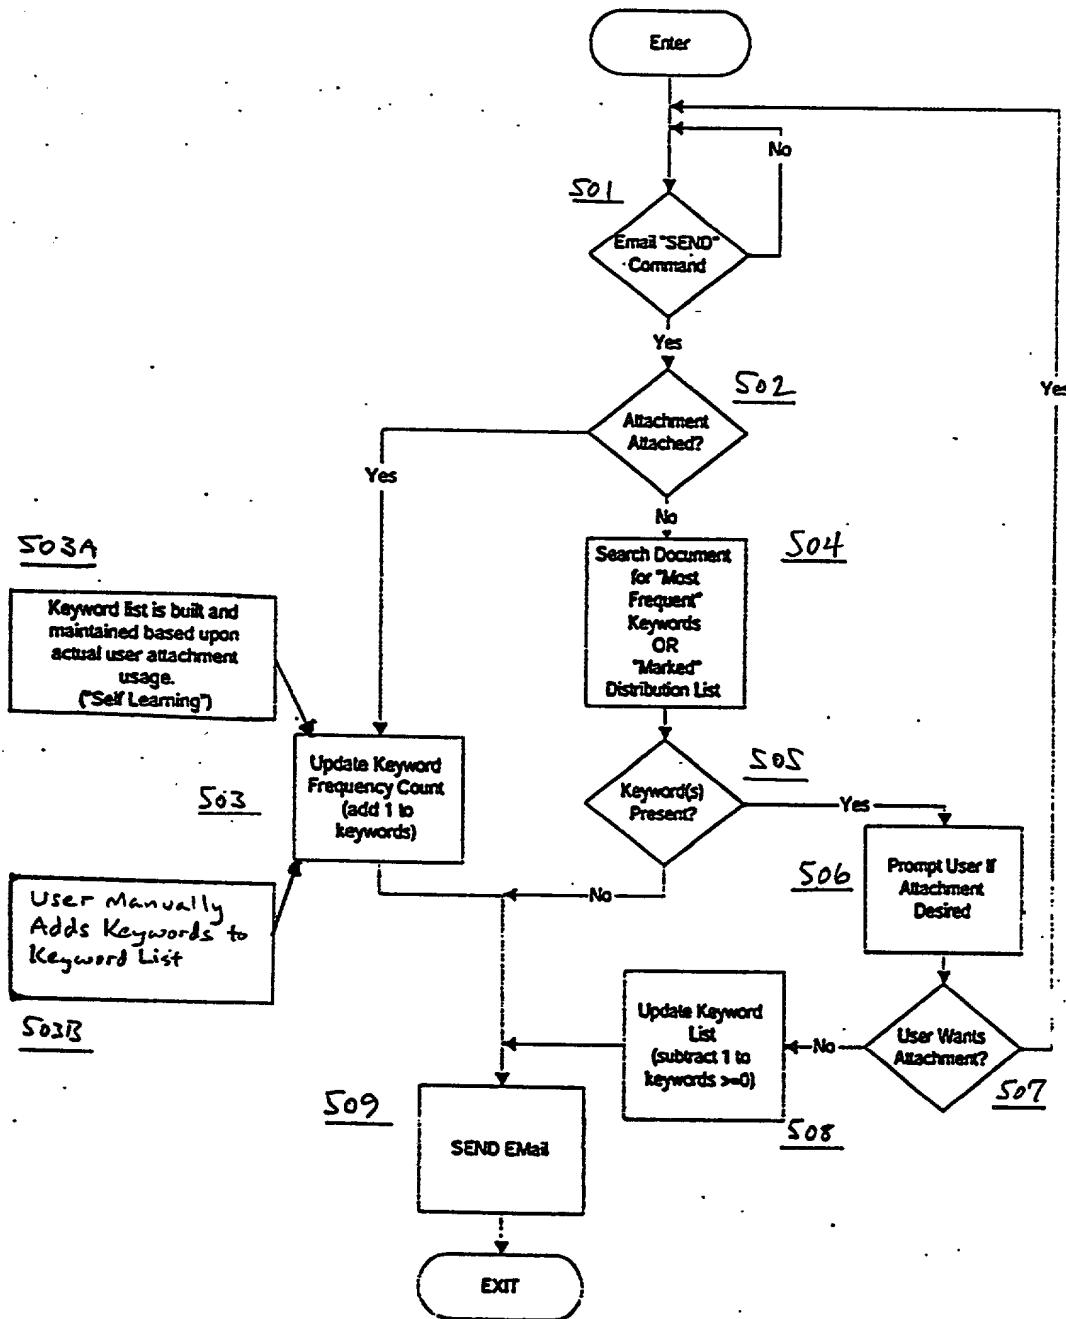 Enter
No
501
Email "SEND"
Command
Yes
502
Attachment
Attached?
Yes
Yes
No
503A
504
Search Document
for "Most
Frequent"
Keywords
OR
"Marked"
Distribution List
Keyword list is built and
maintained based upon
actual user attachment
usage.
("Self Learning")
503
Update Keyword
Frequency Count
(add 1 to
keywords)
505
Keyword(s)
Present?
Yes
No
506
Prompt User If
Attachment
Desired
User Manually
Adds Keywords to
Keyword List
503B
Update Keyword
List
(subtract 1 to
keywords >=0)
No
User Wants
Attachment?
507
508
509
SEND EMail
EXIT